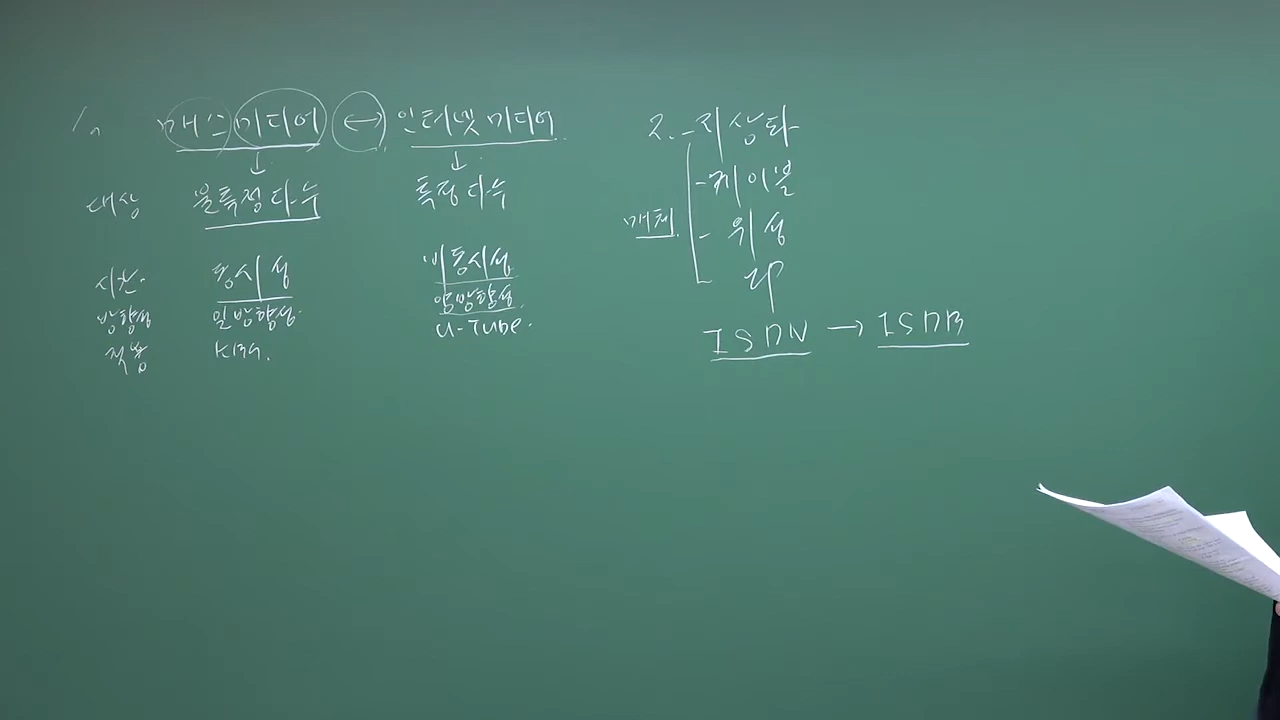 1. 매스 미디어 ↔ 인터넷 미디어
↓ ↓
대상 불특정다수 특정다수
시간 동시성 비동시성
방향성 일방향성 양방향성
적용 KBS. U-TUBE.
2. - 지상파
- 케이블
매체 - 위성
IP
ISDN → ISDB